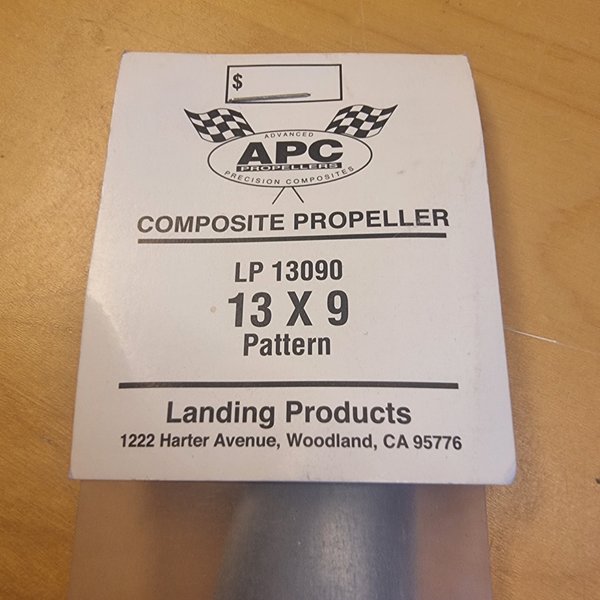 $
ADVANCED
APC
PROPELLERS
PRECISION COMPOSITES
COMPOSITE PROPELLER
LP 13090
13 X 9
Pattern
Landing Products
1222 Harter Avenue, Woodland, CA 95776